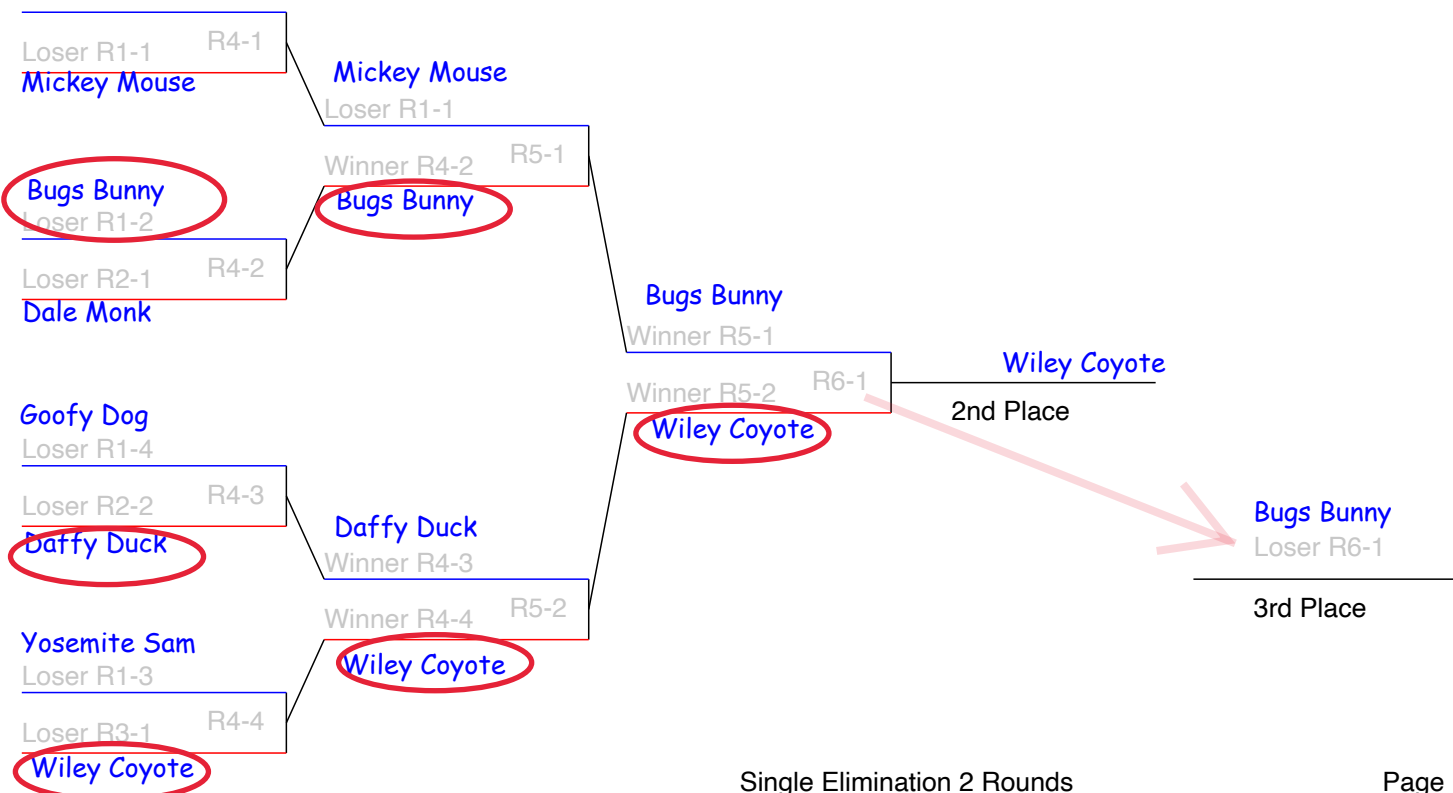 Loser R1-1
R4-1
Mickey Mouse
Mickey Mouse
Loser R1-1
Winner R4-2
R5-1
Bugs Bunny
Bugs Bunny
Loser R1-2
Loser R2-1
R4-2
Dale Monk
Bugs Bunny
Winner R5-1
Winner R5-2
R6-1
Wiley Coyote
Wiley Coyote
2nd Place
Goofy Dog
Loser R1-4
Loser R2-2
R4-3
Daffy Duck
Daffy Duck
Winner R4-3
Winner R4-4
R5-2
Wiley Coyote
Bugs Bunny
Loser R6-1
3rd Place
Yosemite Sam
Loser R1-3
Loser R3-1
R4-4
Wiley Coyote
Single Elimination 2 Rounds
Page